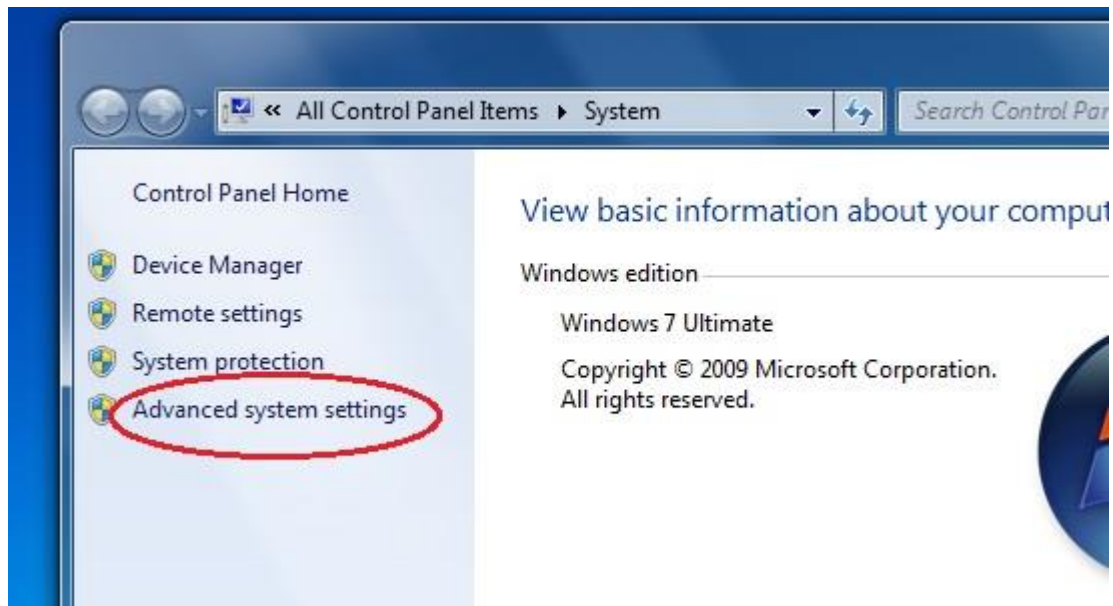 « All Control Panel Items ▸ System
Search Control Par
Control Panel Home
Device Manager
Remote settings
System protection
Advanced system settings
View basic information about your comput
Windows edition
Windows 7 Ultimate
Copyright © 2009 Microsoft Corporation.
All rights reserved.